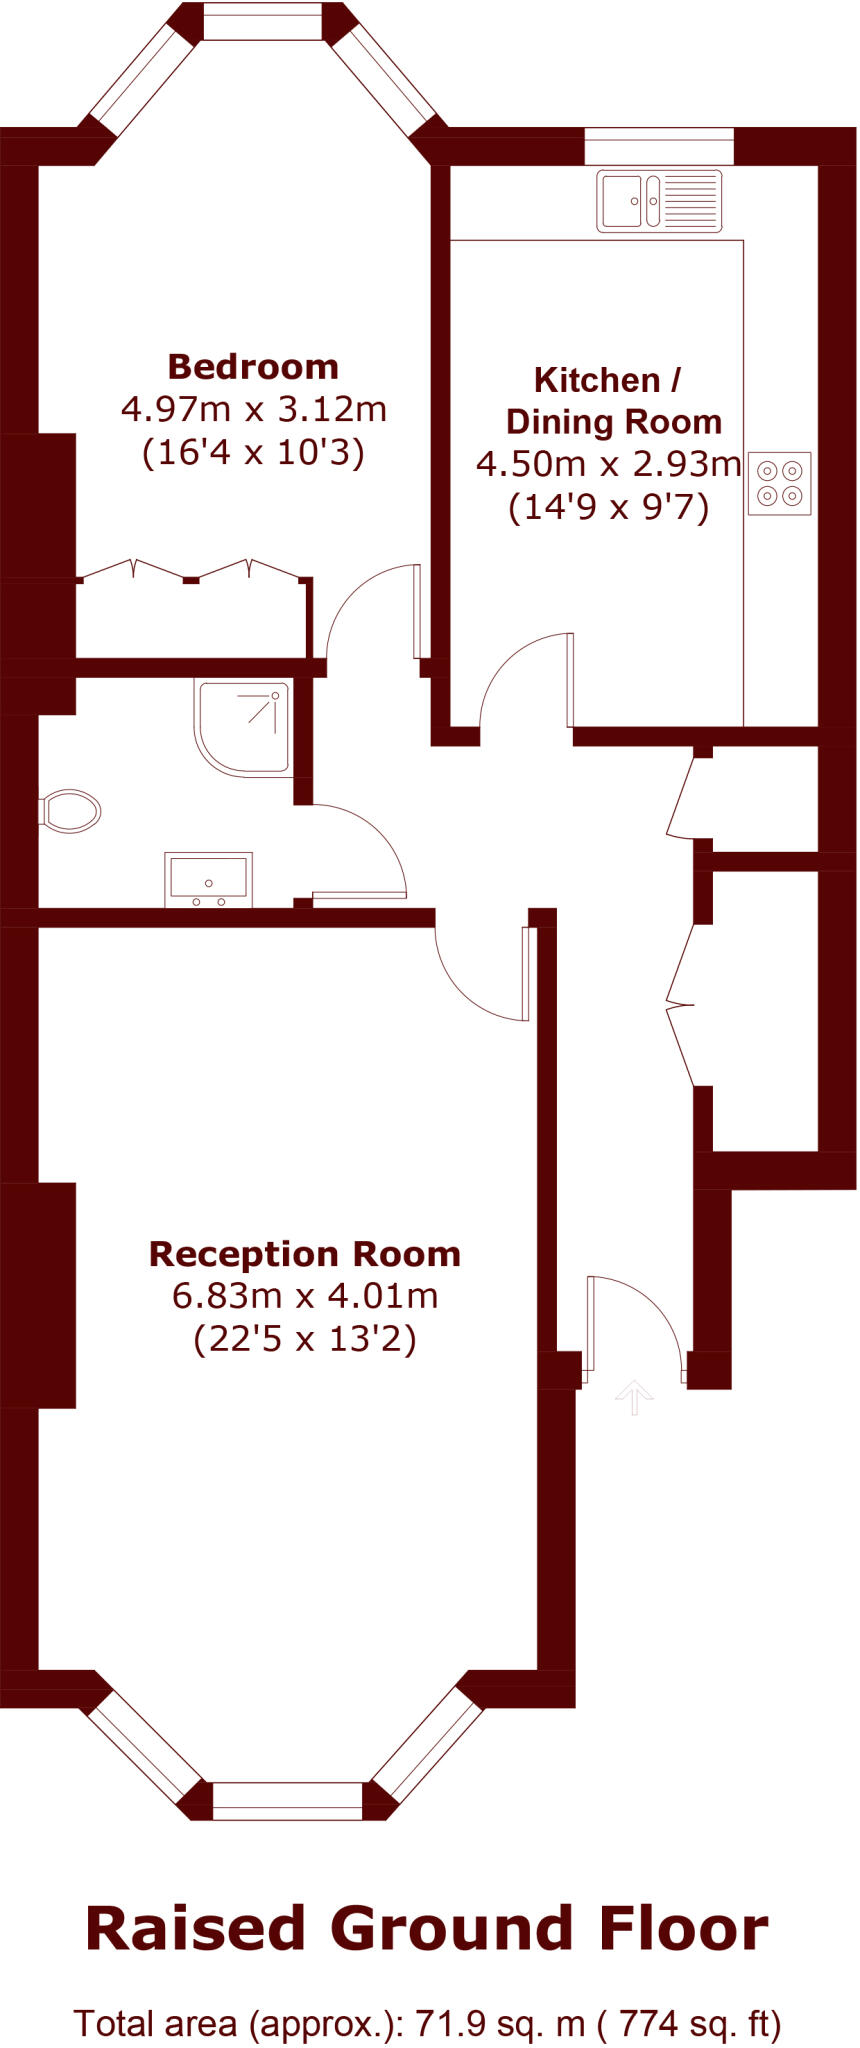 Bedroom
4.97m x 3.12m
(16'4 x 10'3)
Kitchen /
Dining Room
4.50m x 2.93m
(14'9 x 9'7)
Reception Room
6.83m x 4.01m
(22'5 x 13'2)
Raised Ground Floor
Total area (approx.): 71.9 sq. m ( 774 sq. ft)